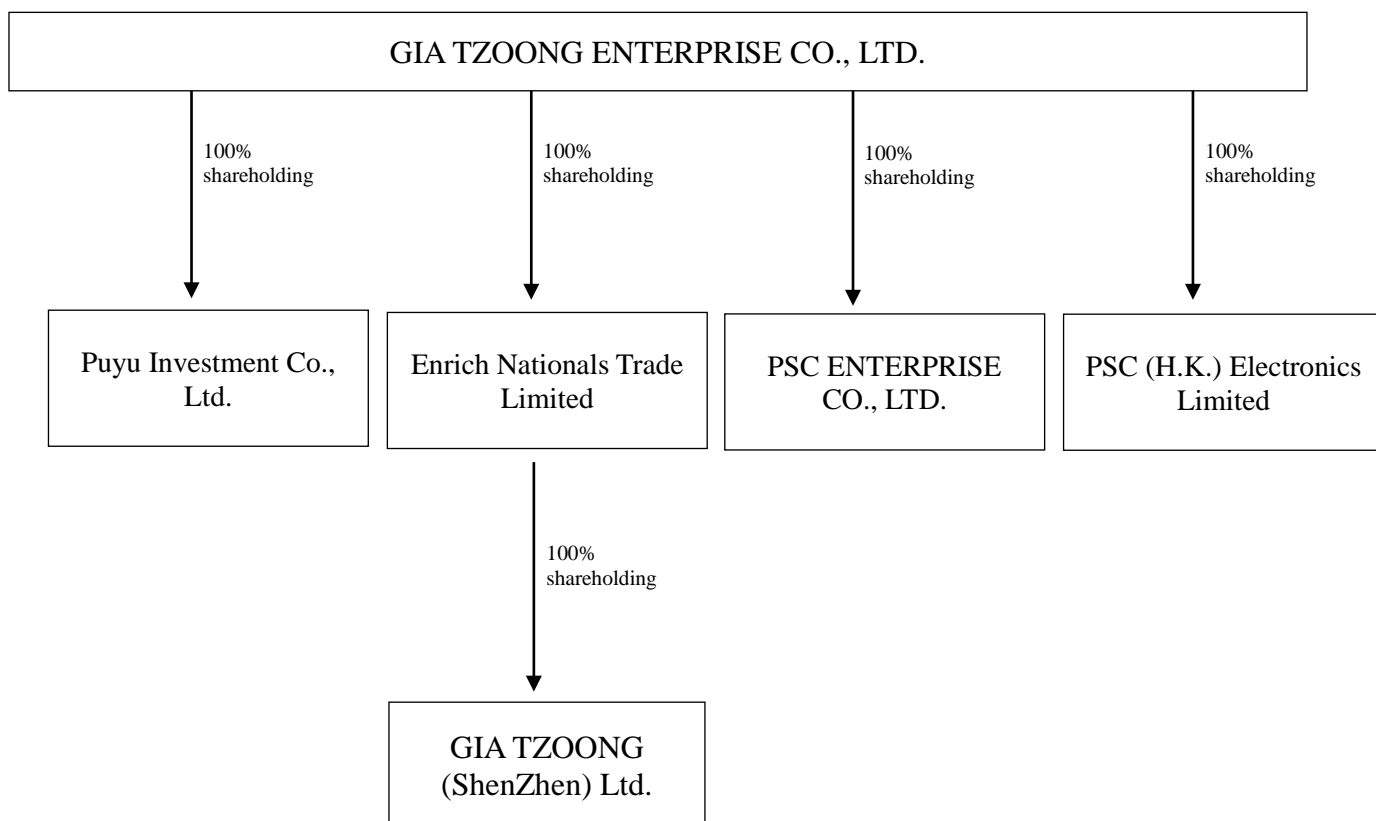 GIA TZOONG ENTERPRISE CO., LTD.
100%
shareholding
100%
shareholding
100%
shareholding
100%
shareholding
Puyu Investment Co.,
Ltd.
Enrich Nationals Trade
Limited
PSC ENTERPRISE
CO., LTD.
PSC (H.K.) Electronics
Limited
100%
shareholding
GIA TZOONG
(ShenZhen) Ltd.